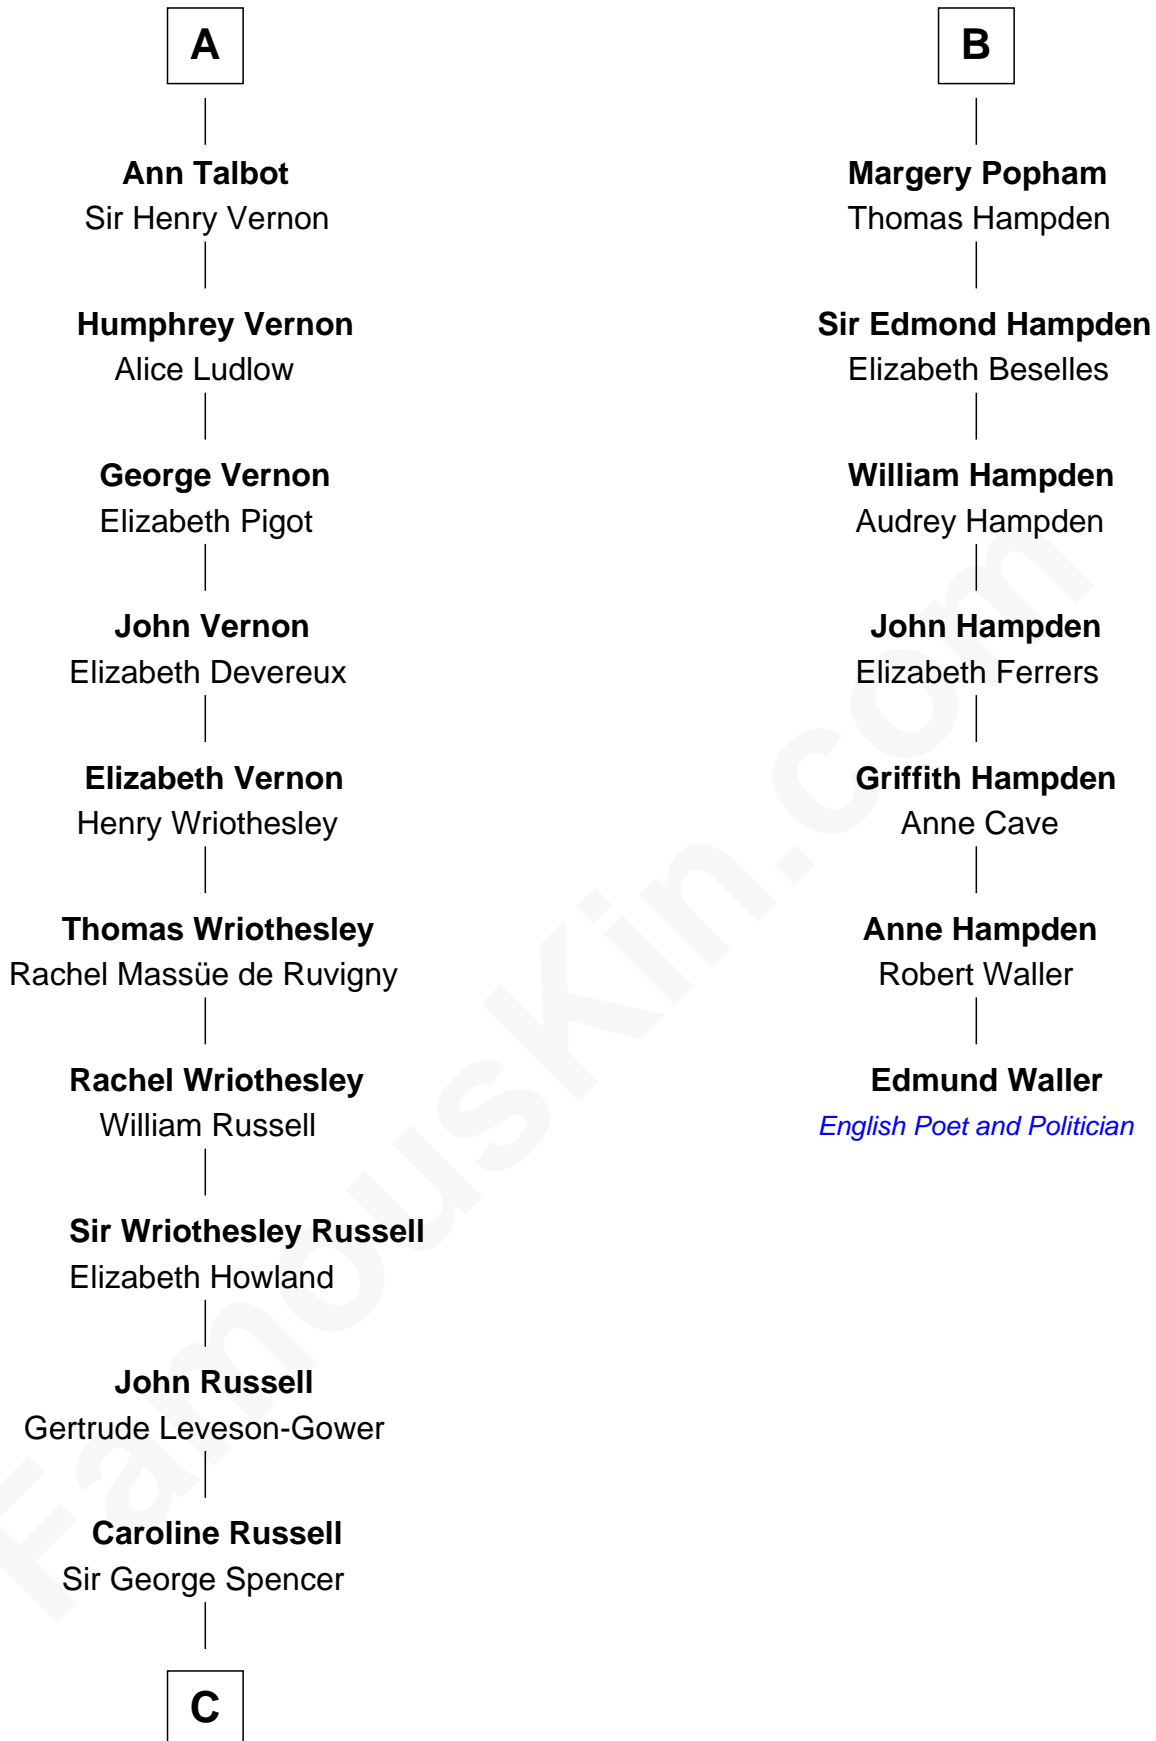 A
Ann Talbot
Sir Henry Vernon
Humphrey Vernon
Alice Ludlow
George Vernon
Elizabeth Pigot
John Vernon
Elizabeth Devereux
Elizabeth Vernon
Henry Wriothesley
Thomas Wriothesley
Rachel Massüe de Ruvigny
Rachel Wriothesley
William Russell
Sir Wriothesley Russell
Elizabeth Howland
John Russell
Gertrude Leveson-Gower
Caroline Russell
Sir George Spencer
C
B
Margery Popham
Thomas Hampden
Sir Edmond Hampden
Elizabeth Beselles
William Hampden
Audrey Hampden
John Hampden
Elizabeth Ferrers
Griffith Hampden
Anne Cave
Anne Hampden
Robert Waller
Edmund Waller
English Poet and Politician
FamousKin.com